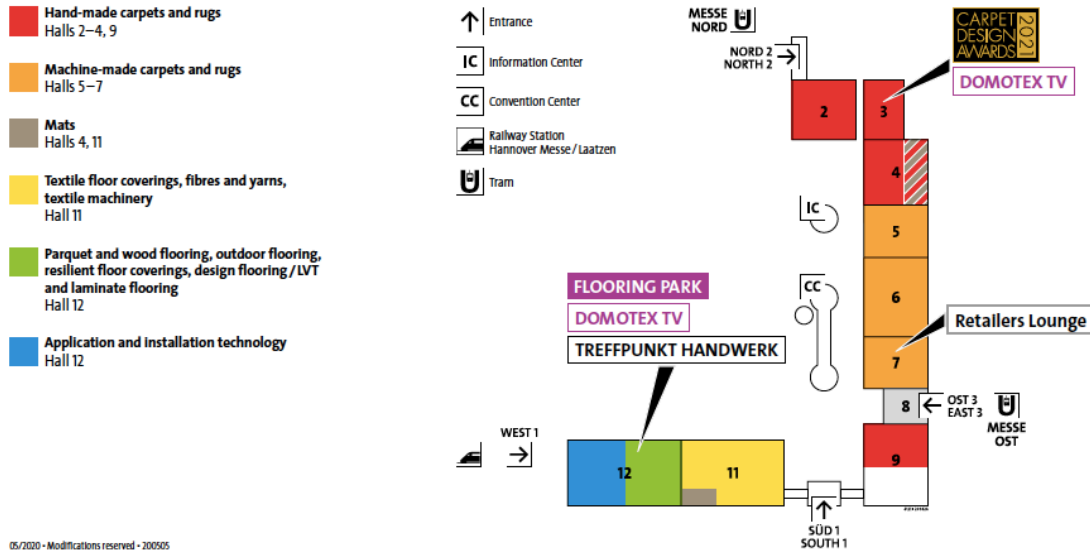 Hand-made carpets and rugs
Halls 2–4, 9
Machine-made carpets and rugs
Halls 5–7
Mats
Halls 4, 11
Textile floor coverings, fibres and yarns,
textile machinery
Hall 11
Parquet and wood flooring, outdoor flooring,
resilient floor coverings, design flooring / LVT
and laminate flooring
Hall 12
Application and installation technology
Hall 12
05/2020 • Modifications reserved • 200505
Entrance
IC Information Center
CC Convention Center
Railway Station
Hannover Messe / Laatzen
Tram
MESSE
NORD
NORD 2
NORTH 2
CARPET
DESIGN
AWARDS
2021
DOMOTEX TV
2
3
4
IC
5
FLOORING PARK
DOMOTEX TV
TREFFPUNKT HANDWERK
CC
6
Retailers Lounge
7
8
OST 3
EAST 3
MESSE
OST
WEST 1
9
12
11
SÜD 1
SOUTH 1